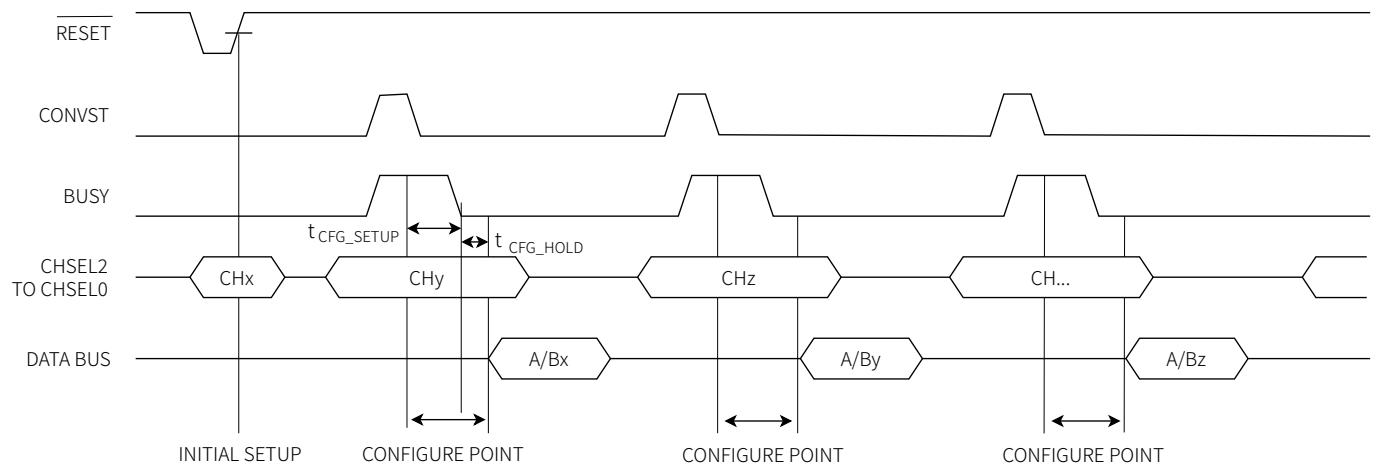 RESET
CONVST
BUSY
t CFG_SETUP
t CFG_HOLD
CHSEL2
TO CHSEL0
CHx
CHy
CHz
CH...
DATA BUS
A/Bx
A/By
A/Bz
INITIAL SETUP
CONFIGURE POINT
CONFIGURE POINT
CONFIGURE POINT